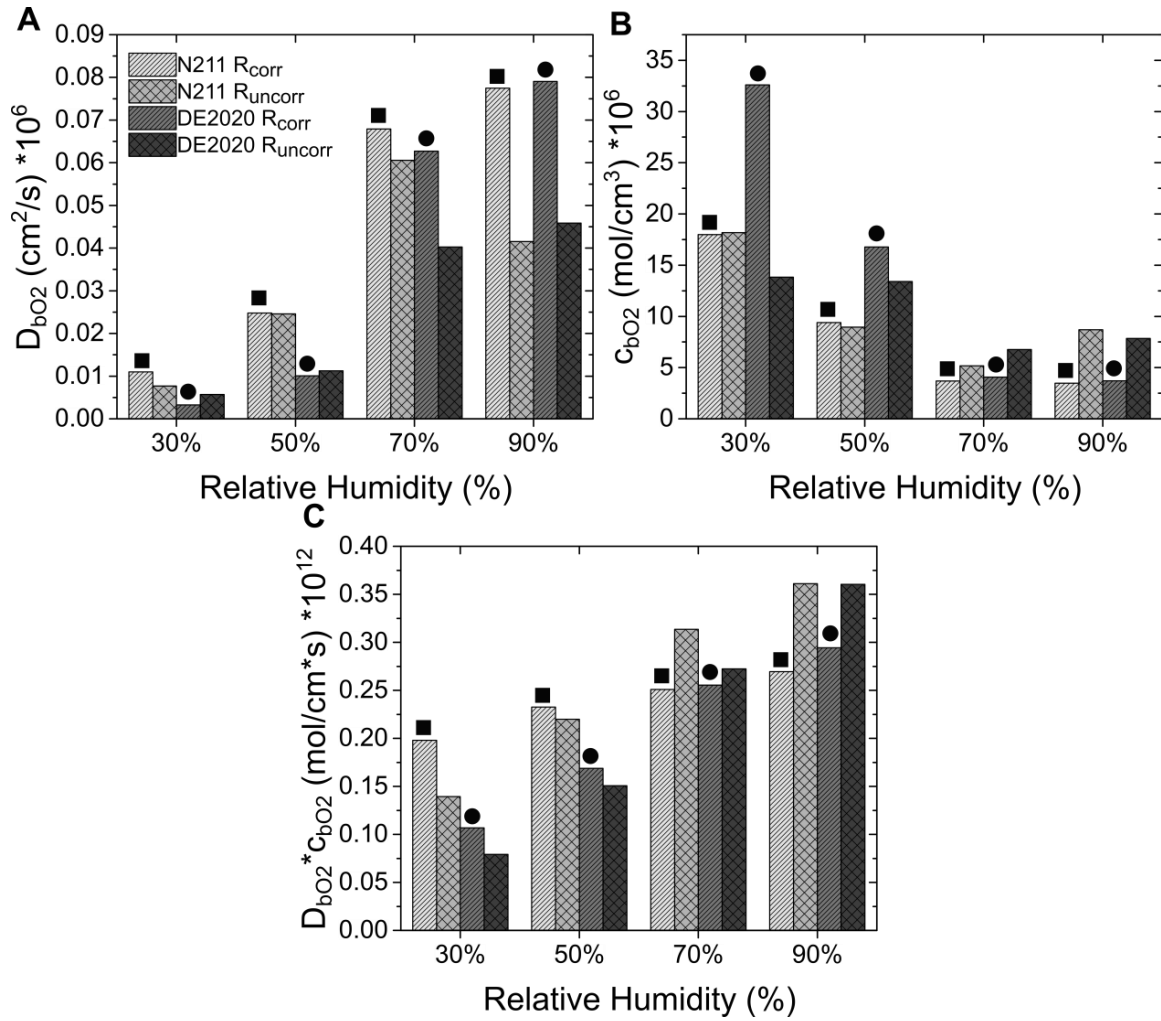 A
D_bO2 (cm²/s) *10⁶
0.09
0.08
0.07
0.06
0.05
0.04
0.03
0.02
0.01
0.00
N211 R_corr
N211 R_uncorr
DE2020 R_corr
DE2020 R_uncorr
30% 50% 70% 90%
Relative Humidity (%)
B
c_bO2 (mol/cm³) *10⁶
35
30
25
20
15
10
5
0
30% 50% 70% 90%
Relative Humidity (%)
C
D_bO2*c_bO2 (mol/cm*s) *10¹²
0.40
0.35
0.30
0.25
0.20
0.15
0.10
0.05
0.00
30% 50% 70% 90%
Relative Humidity (%)